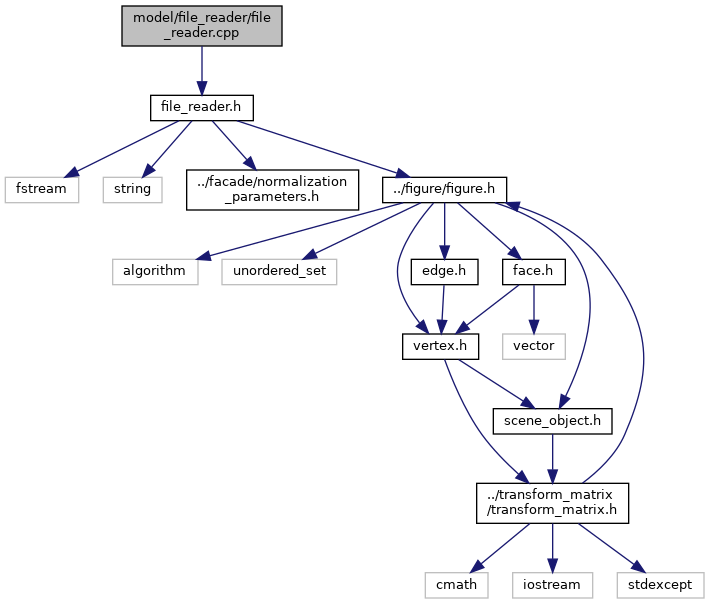 model/file_reader/file
_reader.cpp
file_reader.h
fstream
string
../facade/normalization
_parameters.h
../figure/figure.h
algorithm
unordered_set
edge.h
face.h
vertex.h
vector
scene_object.h
../transform_matrix
/transform_matrix.h
cmath
iostream
stdexcept